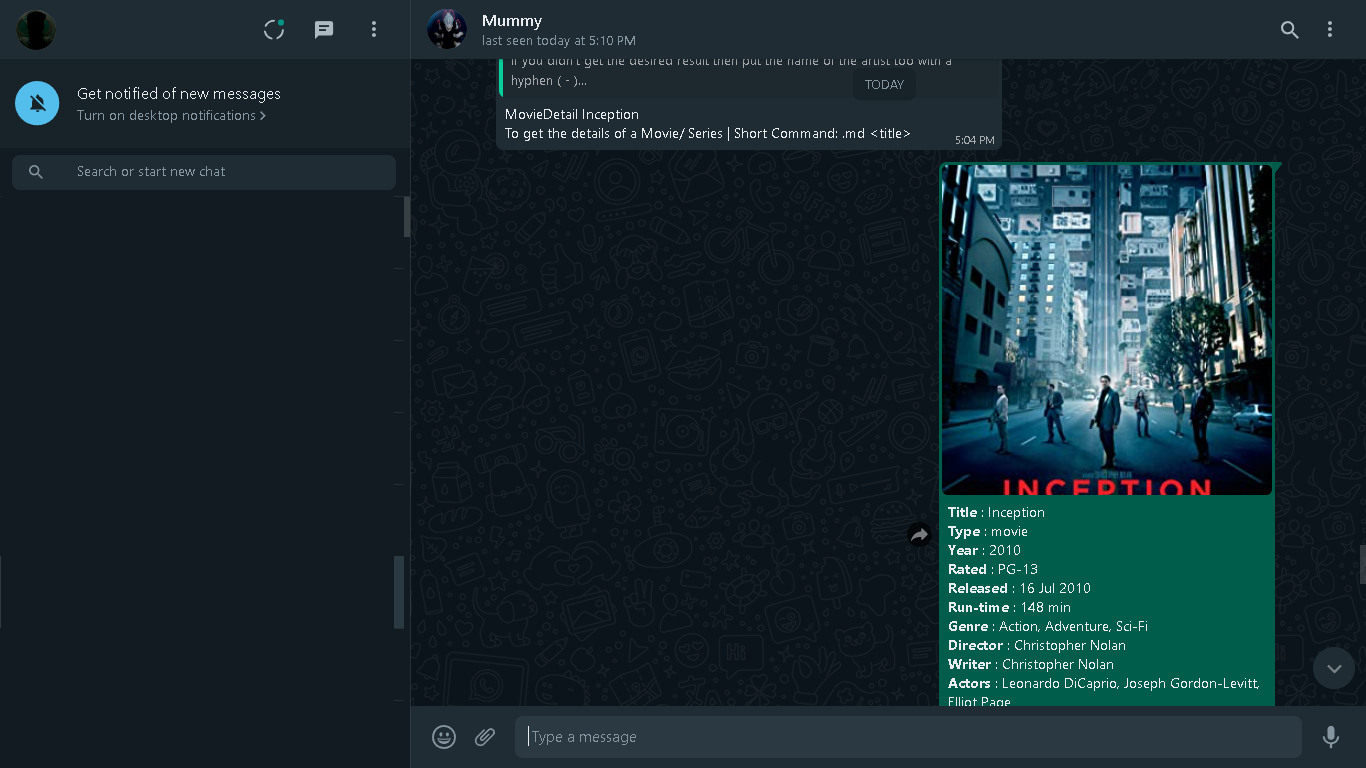 Mummy
last seen today at 5:10 PM
Get notified of new messages
Turn on desktop notifications >
Search or start new chat
If you didn't get the desired result then put the name of the artist too with a
hyphen ( - )...
TODAY
MovieDetail Inception
To get the details of a Movie/ Series | Short Command: .md <title>
5:04 PM
INCEPTION
Title : Inception
Type : movie
Year : 2010
Rated : PG-13
Released : 16 Jul 2010
Run-time : 148 min
Genre : Action, Adventure, Sci-Fi
Director : Christopher Nolan
Writer : Christopher Nolan
Actors : Leonardo DiCaprio, Joseph Gordon-Levitt,
Elliot Page
Type a message